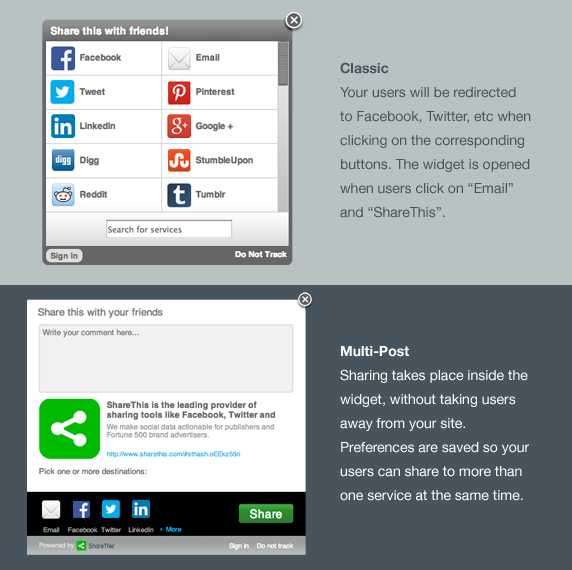 Share this with friends!
Facebook
Email
Tweet
Pinterest
LinkedIn
Google +
Digg
StumbleUpon
Reddit
Tumblr
Search for services
Sign In
Do Not Track
Classic
Your users will be redirected
to Facebook, Twitter, etc when
clicking on the corresponding
buttons. The widget is opened
when users click on “Email”
and “ShareThis”.
Share this with your friends
Write your comment here...
ShareThis is the leading provider of
sharing tools like Facebook, Twitter and
We make social data actionable for publishers and
Fortune 500 brand advertisers.
http://www.sharethis.com/#sthash.oEEkz55n
Pick one or more destinations:
Email
Facebook
Twitter
LinkedIn
More
Share
Powered by ShareThis
Sign in
Do not track
Multi-Post
Sharing takes place inside the
widget, without taking users
away from your site.
Preferences are saved so your
users can share to more than
one service at the same time.